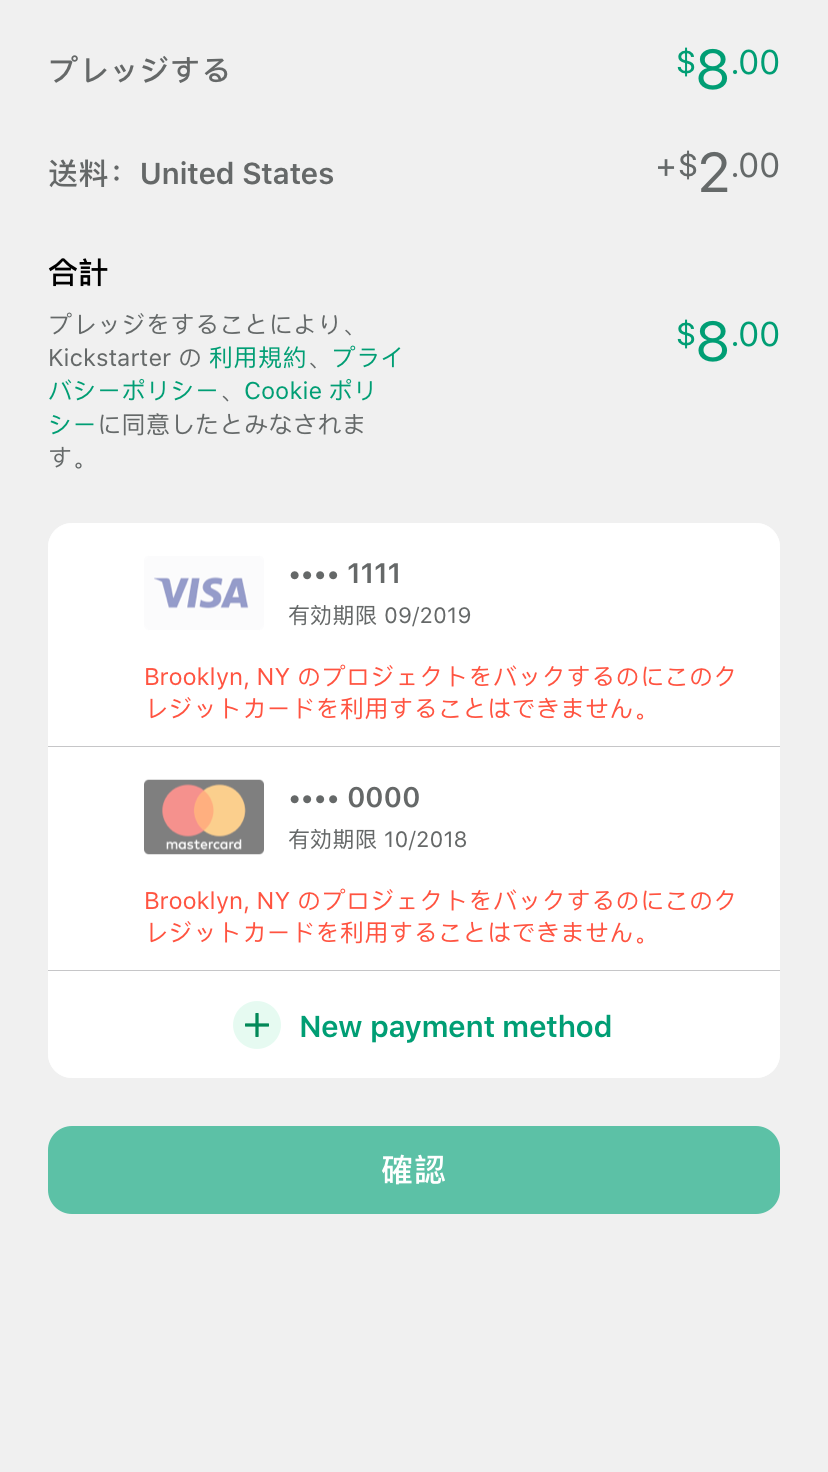 プレッジする $8.00
送料： United States +$2.00
合計
プレッジをすることにより、
Kickstarter の 利用規約、プライ
バシーポリシー、Cookie ポリ
シーに同意したとみなされま
す。
$8.00
VISA
•••• 1111
有効期限 09/2019
Brooklyn, NY のプロジェクトをバックするのにこのク
レジットカードを利用することはできません。
mastercard
•••• 0000
有効期限 10/2018
Brooklyn, NY のプロジェクトをバックするのにこのク
レジットカードを利用することはできません。
+ New payment method
確認